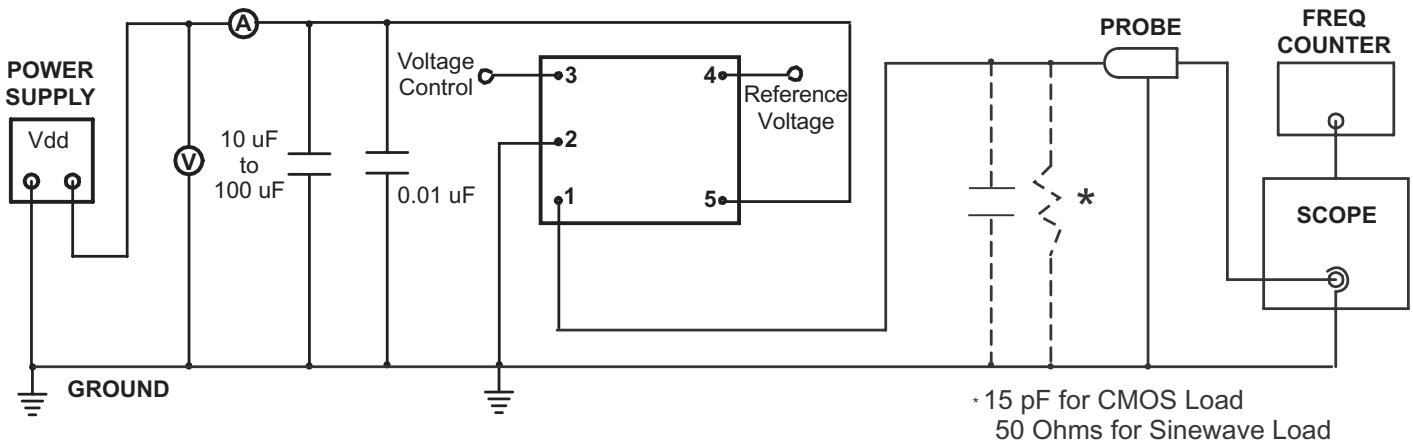 POWER
SUPPLY
Vdd
A
V
10 uF
to
100 uF
0.01 uF
Voltage
Control
3
2
1
4
5
Reference
Voltage
PROBE
FREQ
COUNTER
SCOPE
*
GROUND
* 15 pF for CMOS Load
50 Ohms for Sinewave Load